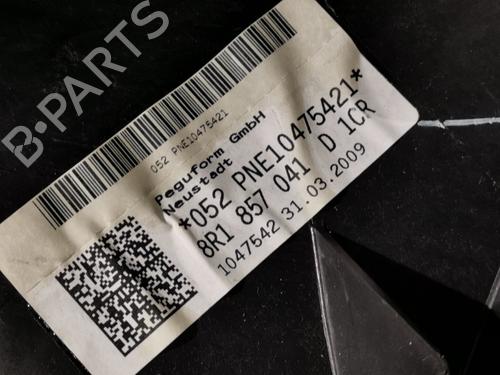 B-PARTS
052 PNE10475421
Peguform GmbH
Neustadt
*052 PNE10475421*
8R1 857 041 D 1CR
1047542 31.03.2009